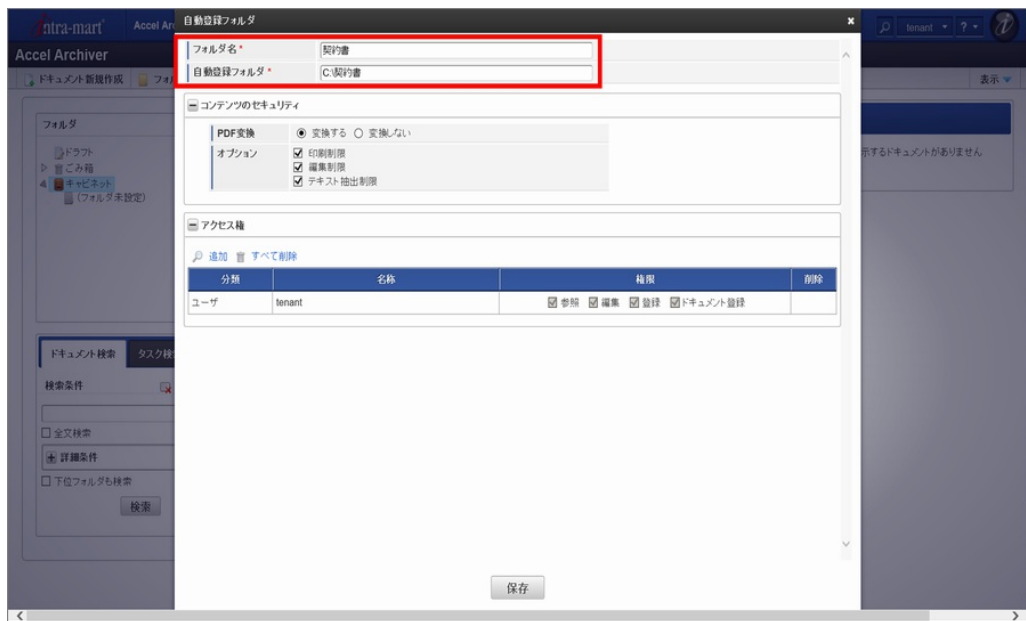 intra-mart
Accel Ar
tenant
?
Accel Archiver
ドキュメント新規作成
フォル
表示
フォルダ
ドラフト
ごみ箱
キャビネット
(フォルダ未設定)
ドキュメント検索
タスク検
検索条件
全文検索
詳細条件
下位フォルダも検索
検索
示するドキュメントがありません
自動登録フォルダ
フォルダ名*
契約書
自動登録フォルダ*
C:\契約書
コンテンツのセキュリティ
PDF変換
変換する
変換しない
オプション
印刷制限
編集制限
テキスト抽出制限
アクセス権
追加 すべて削除
分類 名称 権限 削除
ユーザ tenant 参照 編集 登録 ドキュメント登録
保存